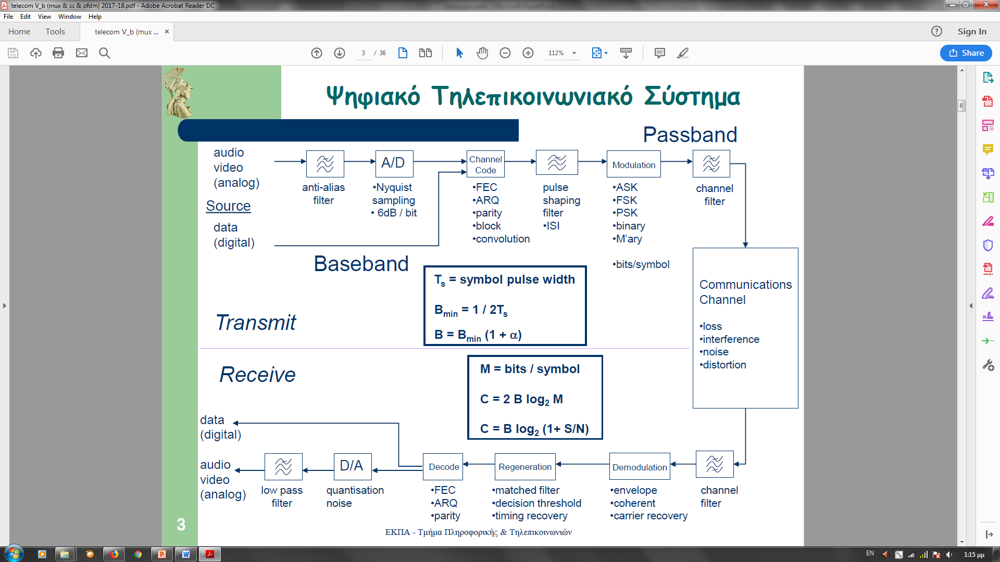 telecom V_b (mux & ss & ofdm) 2017-18.pdf - Adobe Acrobat Reader DC
File Edit View Window Help
Home Tools telecom V_b (mux ... × Sign In
3 / 36 112% Share
Ψηφιακό Τηλεπικοινωνιακό Σύστημα
Passband
audio
video
(analog)
A/D
Channel
Code
Modulation
anti-alias
filter
•Nyquist
sampling
• 6dB / bit
•FEC
•ARQ
•parity
•block
•convolution
pulse
shaping
filter
•ISI
•ASK
•FSK
•PSK
•binary
•M'ary
•bits/symbol
channel
filter
Source
data
(digital)
Baseband
Ts = symbol pulse width
Bmin = 1 / 2Ts
B = Bmin (1 + α)
Communications
Channel
•loss
•interference
•noise
•distortion
Transmit
Receive
M = bits / symbol
C = 2 B log2 M
C = B log2 (1+ S/N)
data
(digital)
audio
video
(analog)
D/A
Decode
Regeneration
Demodulation
low pass
filter
quantisation
noise
•FEC
•ARQ
•parity
•matched filter
•decision threshold
•timing recovery
•envelope
•coherent
•carrier recovery
channel
filter
3
ΕΚΠΑ - Τμήμα Πληροφορικής & Τηλεπικοινωνιών
EN 1:15 μμ